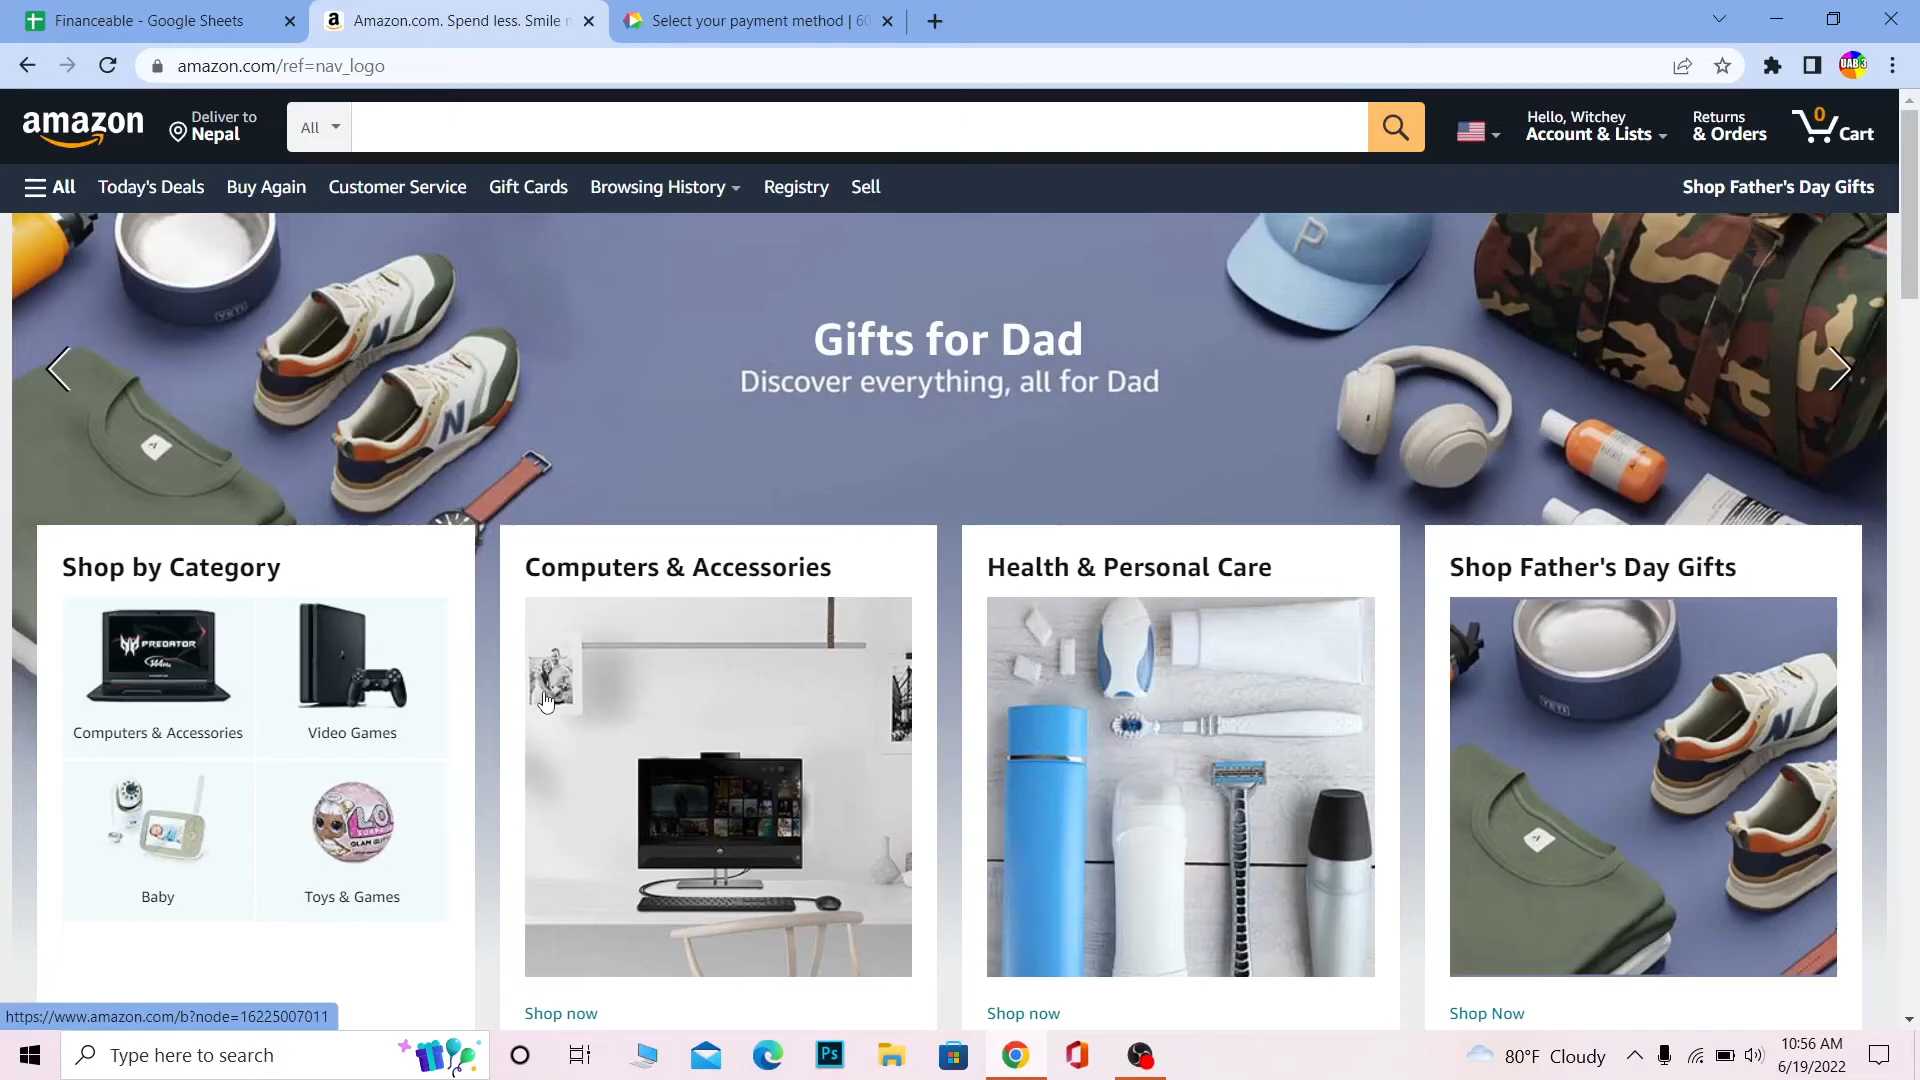 Financeable - Google Sheets
Amazon.com. Spend less. Smile
Select your payment method | 60
amazon.com/ref=nav_logo
UAB 3
amazon
Deliver to
Nepal
All
Hello, Witchey
Account & Lists
Returns
& Orders
0
Cart
All
Today's Deals
Buy Again
Customer Service
Gift Cards
Browsing History
Registry
Sell
Shop Father's Day Gifts
Gifts for Dad
Discover everything, all for Dad
YETI
N
P
Shop by Category
PREDATOR
Computers & Accessories
Video Games
Baby
Toys & Games
Computers & Accessories
Shop now
Health & Personal Care
Shop now
Shop Father's Day Gifts
YETI
Shop Now
https://www.amazon.com/b?node=16225007011
Type here to search
Ps
80°F Cloudy
10:56 AM
6/19/2022